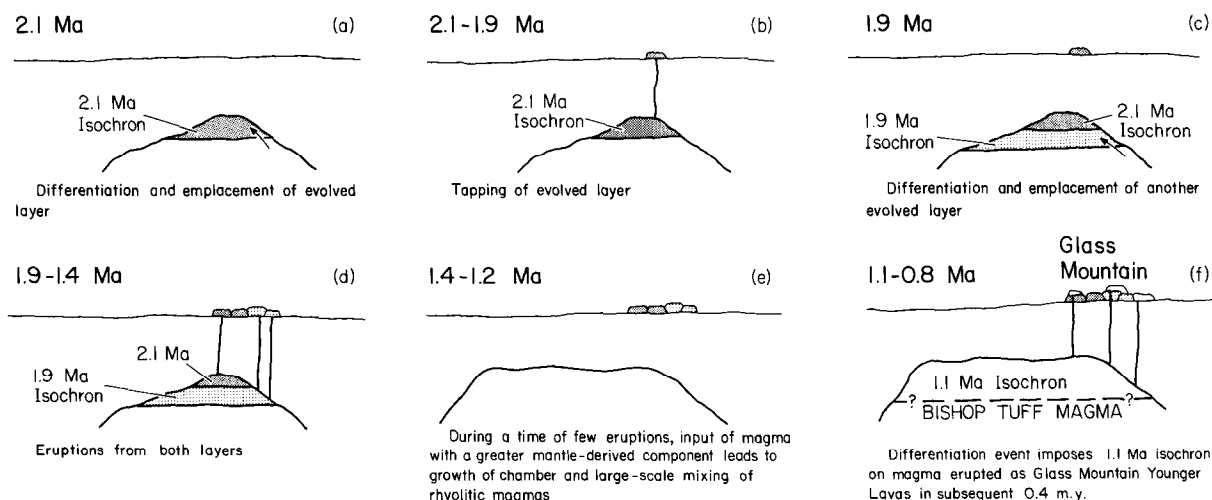 2.1 Ma (a)
2.1 Ma
Isochron
Differentiation and emplacement of evolved
layer
2.1-1.9 Ma (b)
2.1 Ma
Isochron
Tapping of evolved layer
1.9 Ma (c)
2.1 Ma
Isochron
1.9 Ma
Isochron
Differentiation and emplacement of another
evolved layer
1.9-1.4 Ma (d)
2.1 Ma
1.9 Ma
Isochron
Eruptions from both layers
1.4-1.2 Ma (e)
During a time of few eruptions, input of magma
with a greater mantle-derived component leads to
growth of chamber and large-scale mixing of
rhyolitic magmas
Glass
Mountain
1.1-0.8 Ma (f)
1.1 Ma Isochron
? ?
BISHOP TUFF MAGMA
Differentiation event imposes 1.1 Ma isochron
on magma erupted as Glass Mountain Younger
Lavas in subsequent 0.4 m.y.